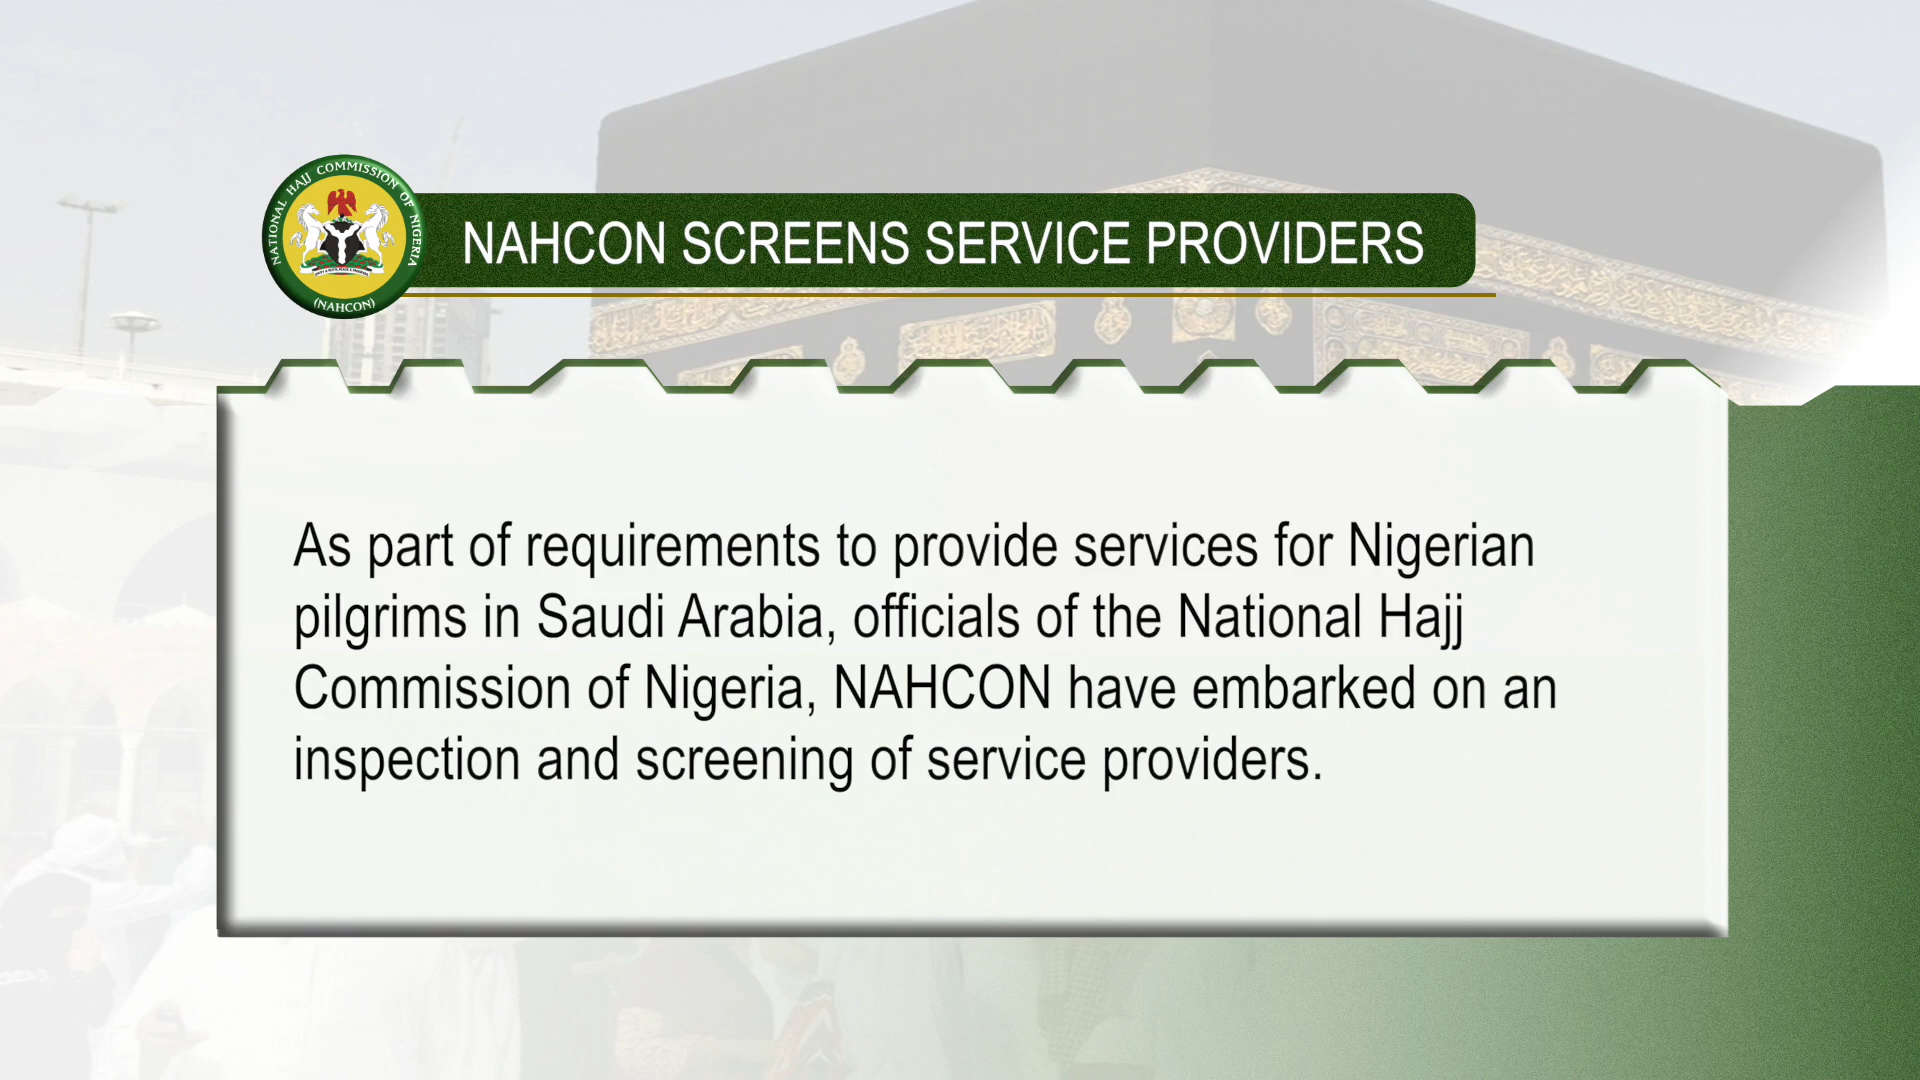 NATIONAL HAJJ COMMISSION OF NIGERIA
(NAHCON)
NAHCON SCREENS SERVICE PROVIDERS
As part of requirements to provide services for Nigerian
pilgrims in Saudi Arabia, officials of the National Hajj
Commission of Nigeria, NAHCON have embarked on an
inspection and screening of service providers.